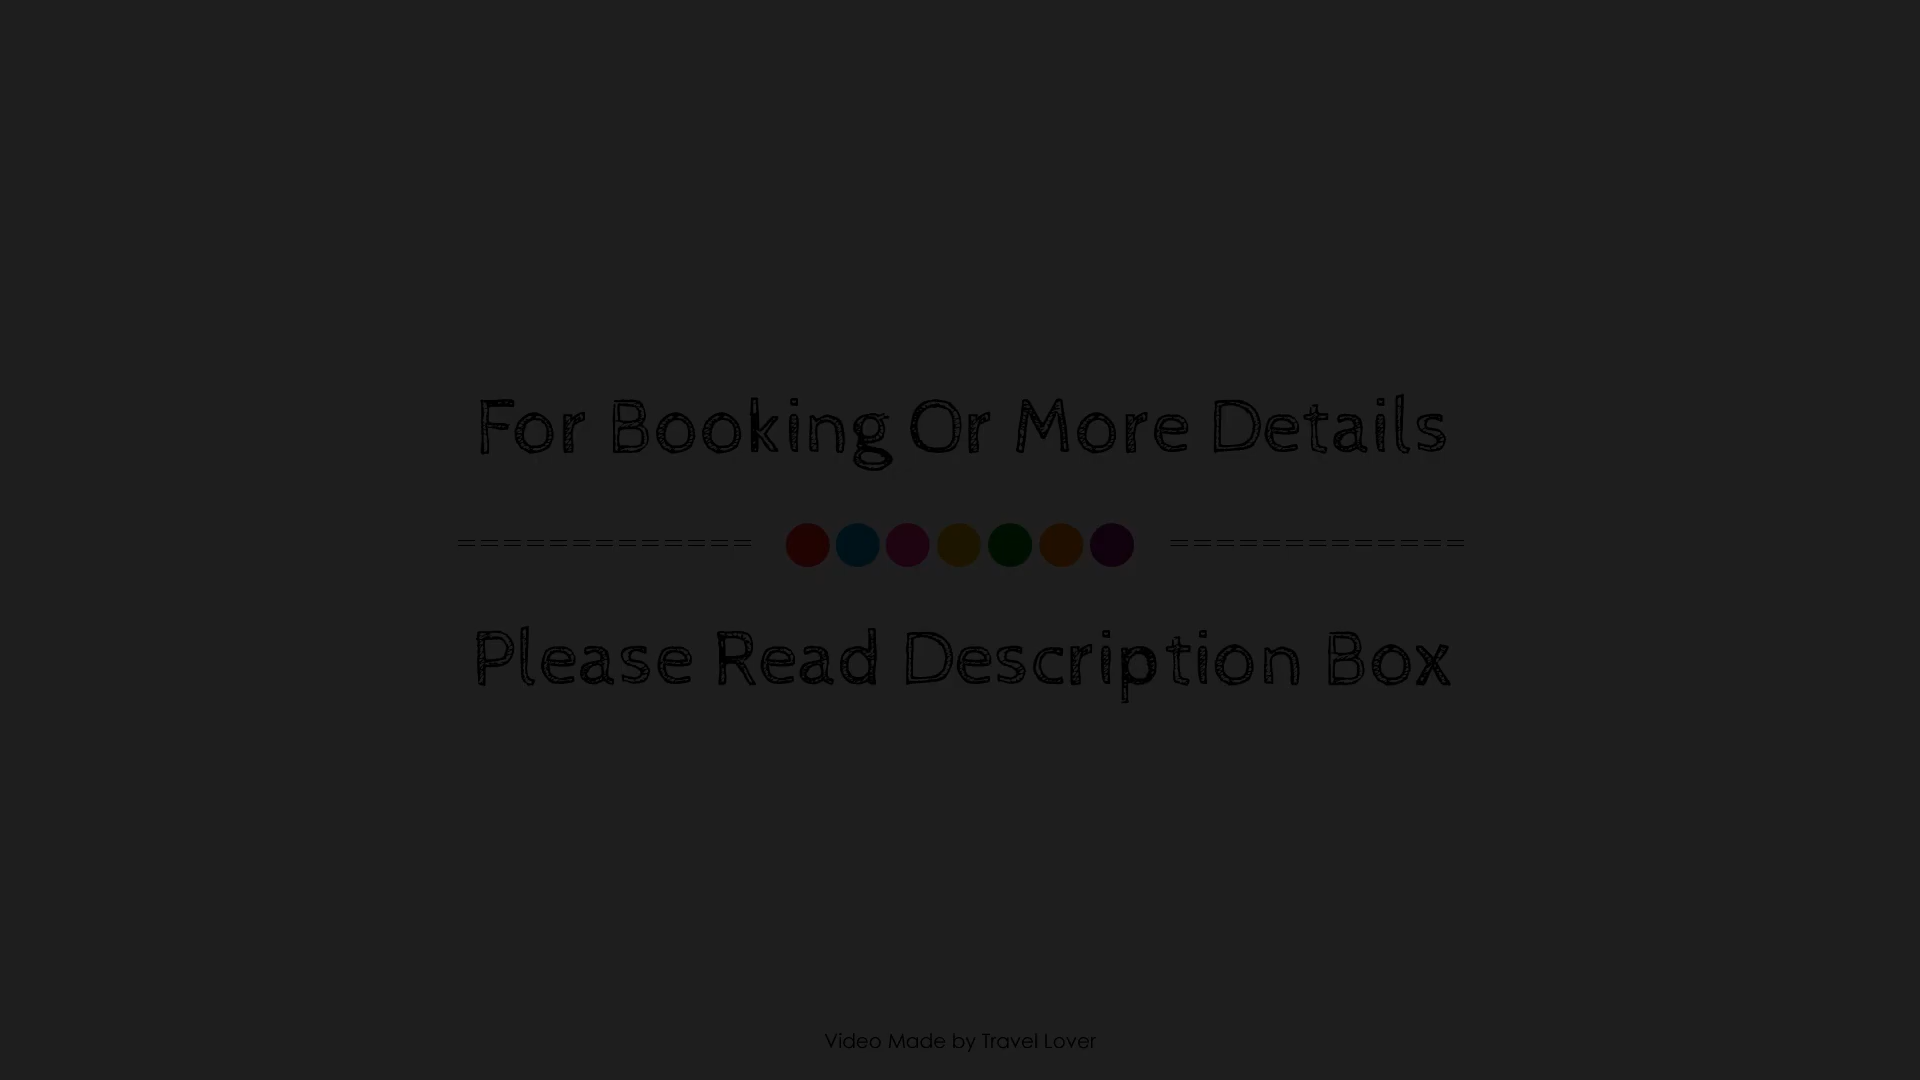 For Booking Or More Details
============= =============
Please Read Description Box
Video Made by Travel Lover